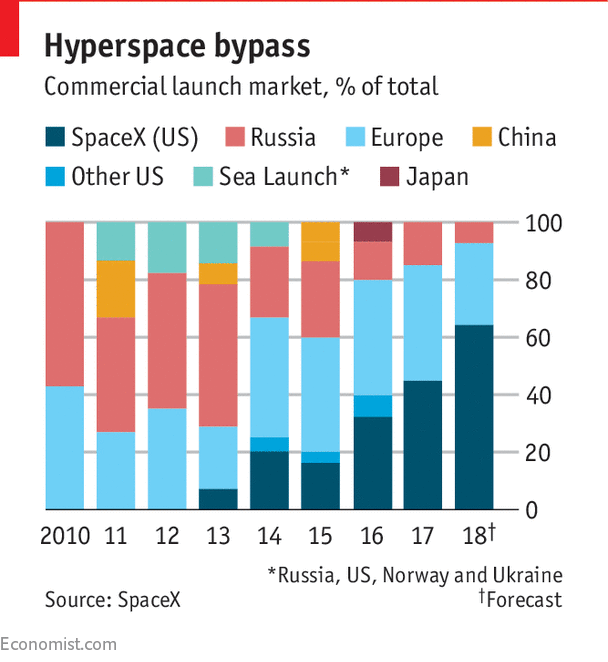 Hyperspace bypass
Commercial launch market, % of total
SpaceX (US) Russia Europe China
Other US Sea Launch* Japan
100
80
60
40
20
0
2010 11 12 13 14 15 16 17 18†
*Russia, US, Norway and Ukraine
Source: SpaceX †Forecast
Economist.com